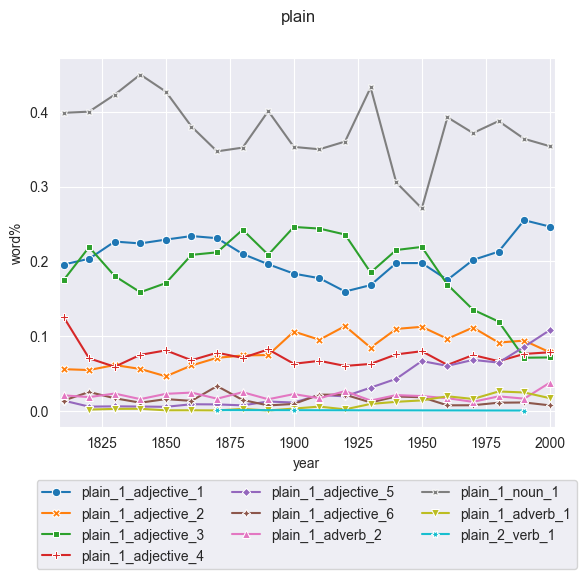 plain
0.4
0.3
0.2
0.1
0.0
word%
1825 1850 1875 1900 1925 1950 1975 2000
year
plain_1_adjective_1 plain_1_adjective_5 plain_1_noun_1
plain_1_adjective_2 plain_1_adjective_6 plain_1_adverb_1
plain_1_adjective_3 plain_1_adverb_2 plain_2_verb_1
plain_1_adjective_4